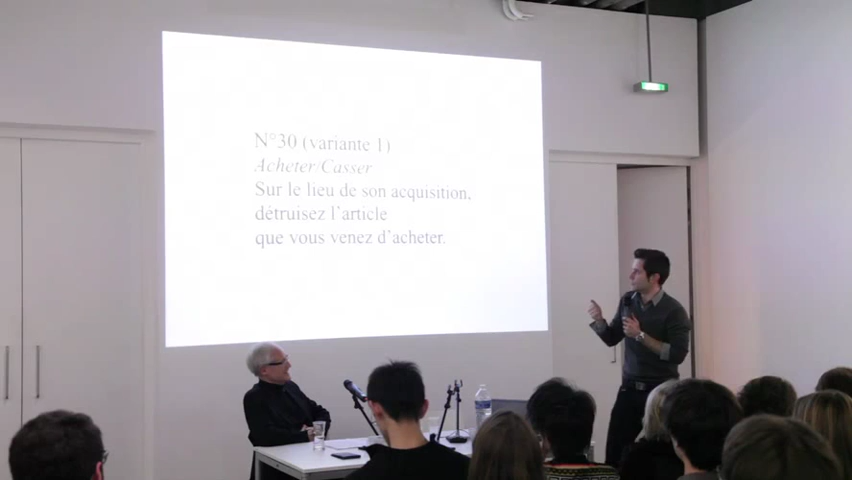 N°30 (variante 1)
Acheter/Casser
Sur le lieu de son acquisition,
détruisez l'article
que vous venez d'acheter.